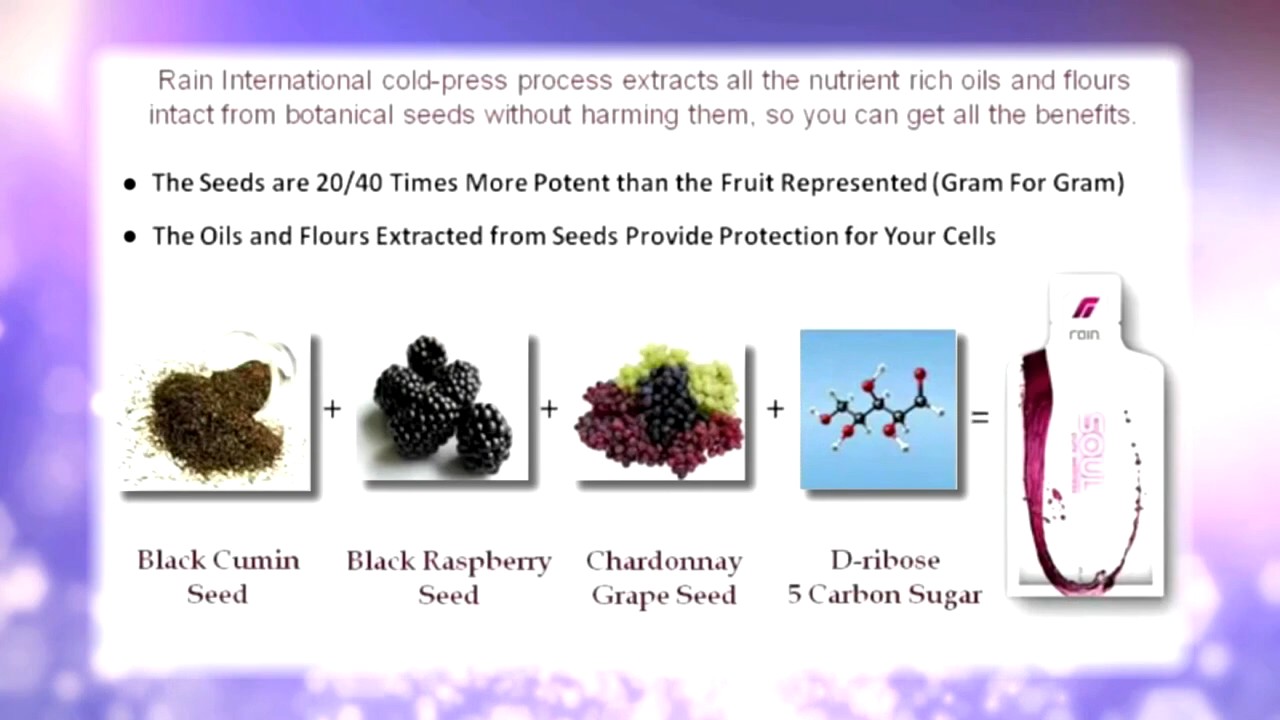 Rain International cold-press process extracts all the nutrient rich oils and flours
intact from botanical seeds without harming them, so you can get all the benefits.
● The Seeds are 20/40 Times More Potent than the Fruit Represented (Gram For Gram)
● The Oils and Flours Extracted from Seeds Provide Protection for Your Cells
rain
SOUL
+ + + =
Black Cumin
Seed
Black Raspberry
Seed
Chardonnay
Grape Seed
D-ribose
5 Carbon Sugar